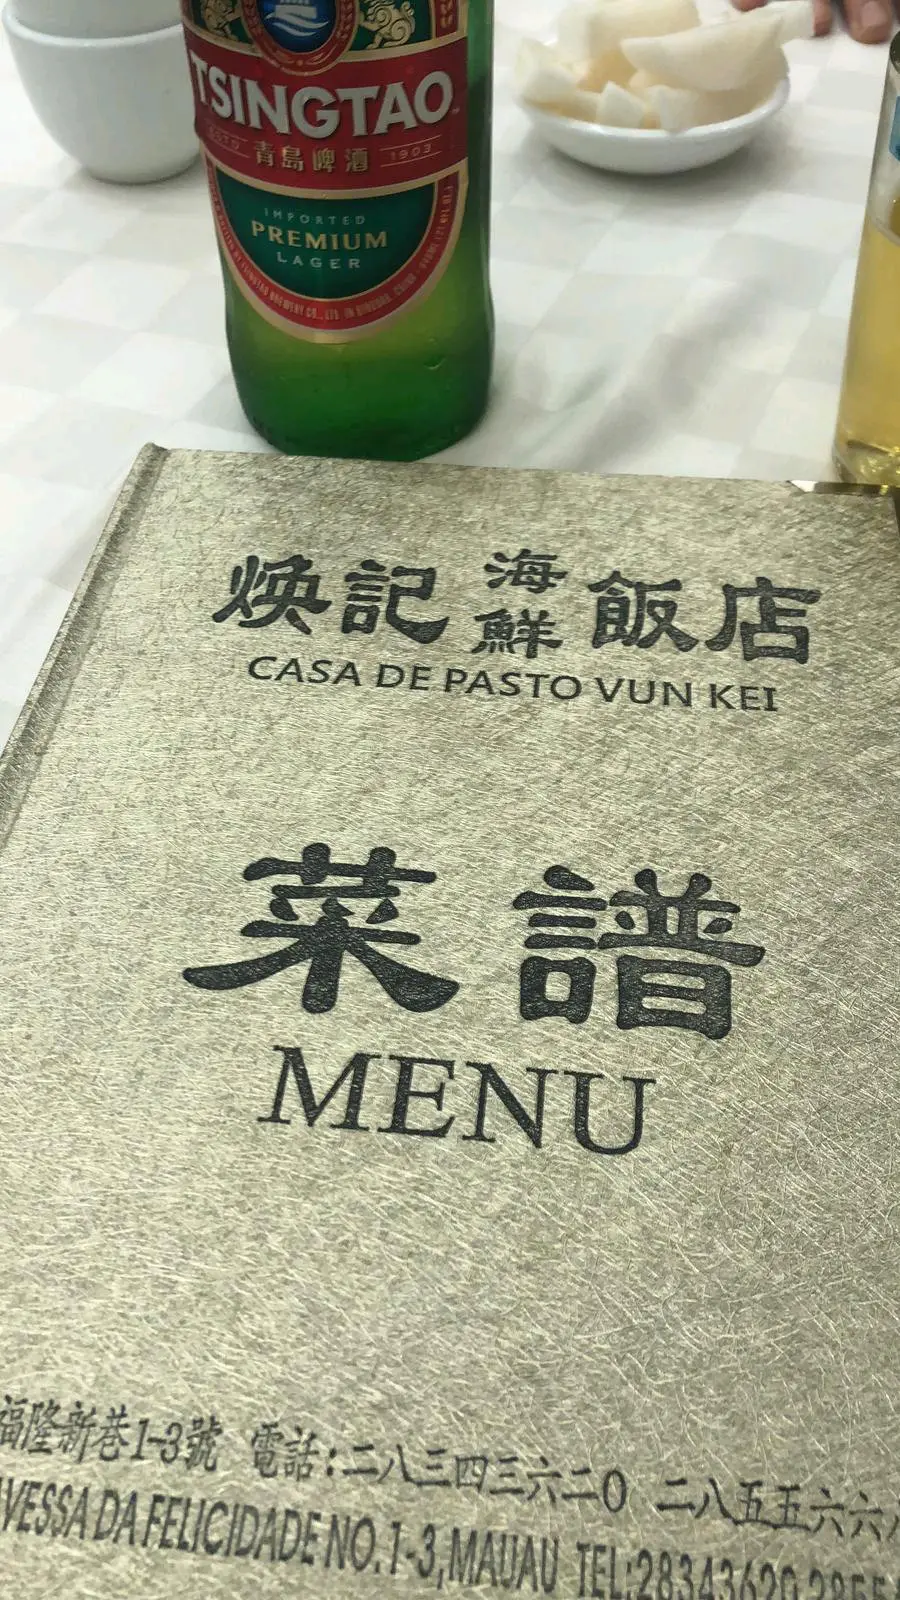 TSINGTAO
ESTD 青島啤酒 1903
IMPORTED
PREMIUM
LAGER
煥記海鮮飯店
CASA DE PASTO VUN KEI
菜譜
MENU
福隆新巷1-3號 電話:二八三四三六二0 二八五五六六
VESSA DA FELICIDADE NO.1-3,MAUAU TEL:28343620